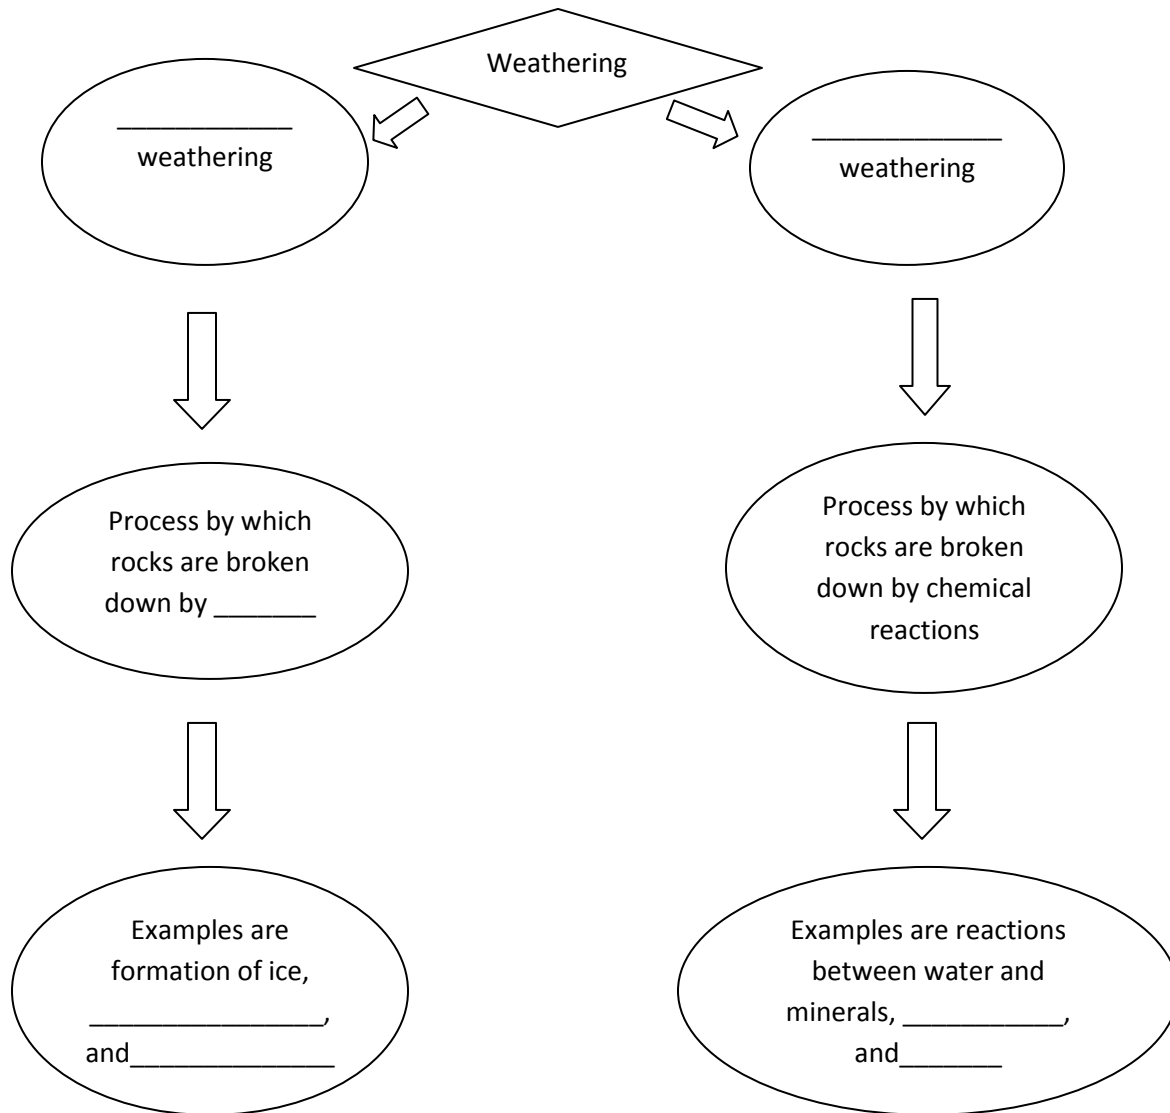 Weathering
____________
weathering
_____________
weathering
Process by which
rocks are broken
down by _______
Process by which
rocks are broken
down by chemical
reactions
Examples are
formation of ice,
________________,
and______________
Examples are reactions
between water and
minerals, ___________,
and_______